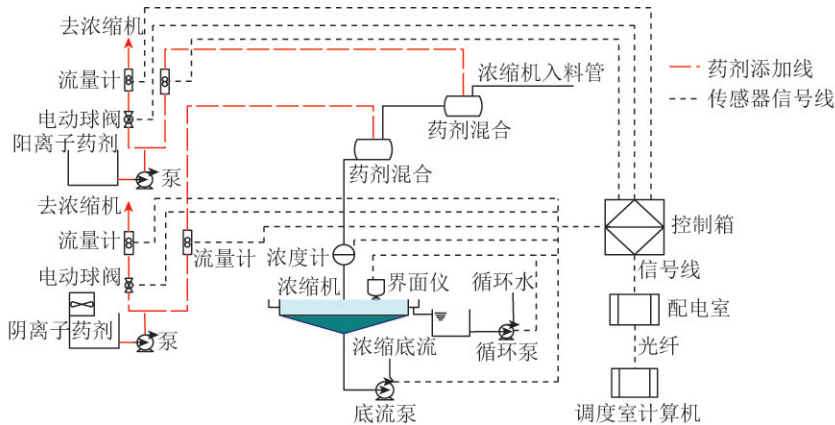 去浓缩机
流量计
电动球阀
阳离子药剂
泵
浓缩机入料管
药剂混合
药剂混合
药剂添加线
传感器信号线
去浓缩机
流量计
流量计
电动球阀
阴离子药剂
泵
浓度计
浓缩机
界面仪
循环水
循环泵
浓缩底流
底流泵
控制箱
信号线
配电室
光纤
调度室计算机